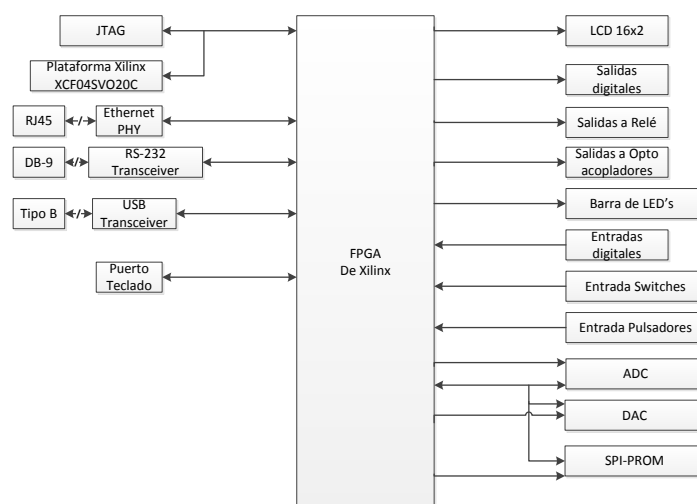 JTAG
Plataforma Xilinx
XCF04SVO20C
RJ45
Ethernet
PHY
DB-9
RS-232
Transceiver
Tipo B
USB
Transceiver
Puerto
Teclado
FPGA
De Xilinx
LCD 16x2
Salidas
digitales
Salidas a Relé
Salidas a Opto
acopladores
Barra de LED’s
Entradas
digitales
Entrada Switches
Entrada Pulsadores
ADC
DAC
SPI-PROM